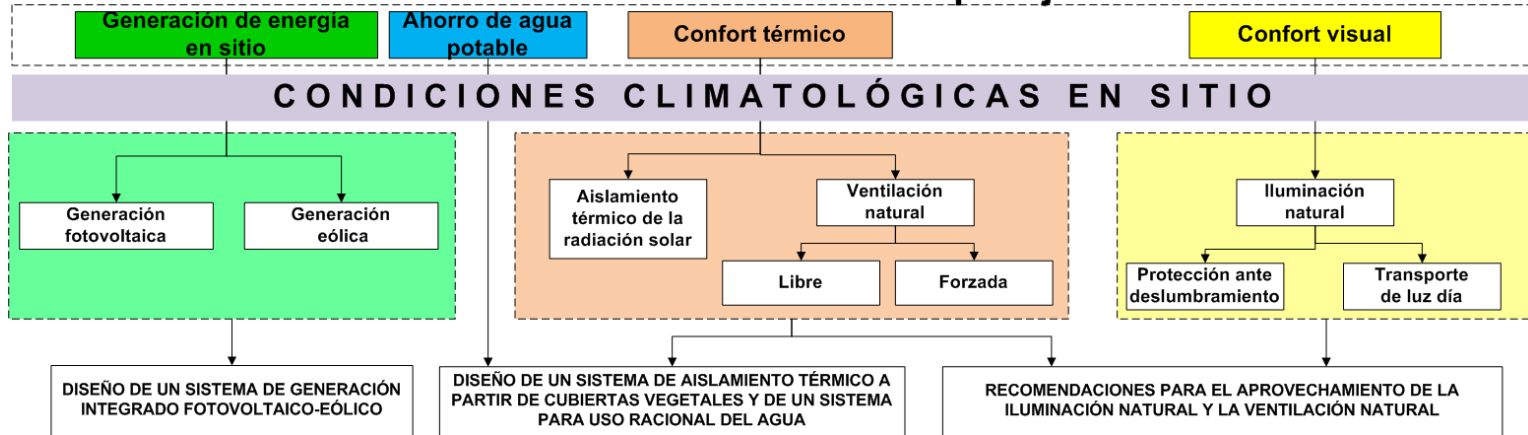 Generación de energía
en sitio
Ahorro de agua
potable
Confort térmico
Confort visual
CONDICIONES CLIMATOLÓGICAS EN SITIO
Generación
fotovoltaica
Generación
eólica
Aislamiento
térmico de la
radiación solar
Ventilación
natural
Libre
Forzada
Iluminación
natural
Protección ante
deslumbramiento
Transporte
de luz día
DISEÑO DE UN SISTEMA DE GENERACIÓN
INTEGRADO FOTOVOLTAICO-EÓLICO
DISEÑO DE UN SISTEMA DE AISLAMIENTO TÉRMICO A
PARTIR DE CUBIERTAS VEGETALES Y DE UN SISTEMA
PARA USO RACIONAL DEL AGUA
RECOMENDACIONES PARA EL APROVECHAMIENTO DE LA
ILUMINACIÓN NATURAL Y LA VENTILACIÓN NATURAL